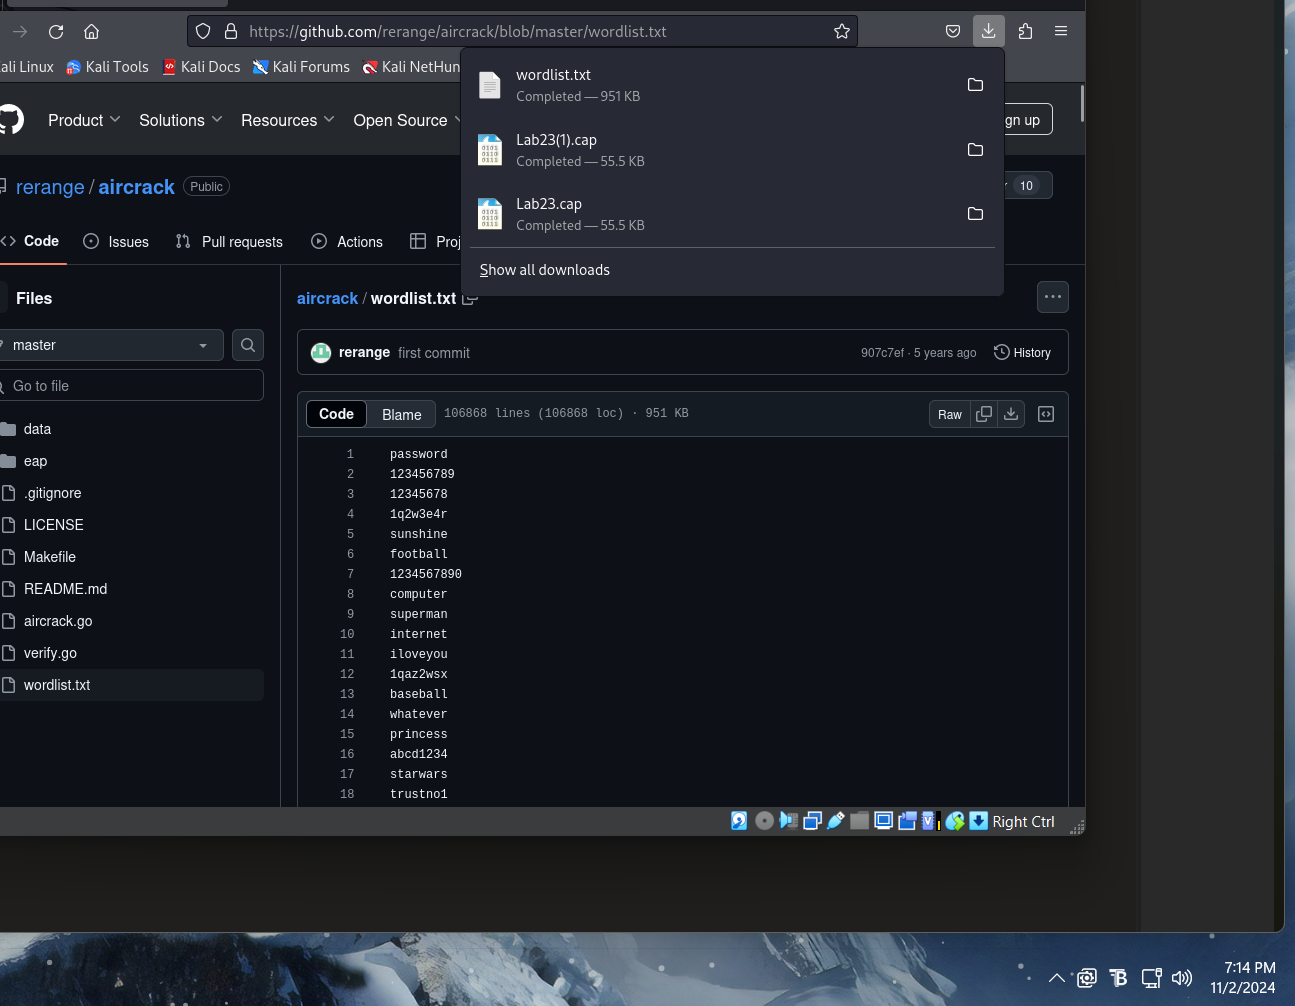 https://github.com/rerange/aircrack/blob/master/wordlist.txt
ali Linux Kali Tools Kali Docs Kali Forums Kali NetHun
wordlist.txt
Completed — 951 KB
Lab23(1).cap
Completed — 55.5 KB
Lab23.cap
Completed — 55.5 KB
Show all downloads
Product Solutions Resources Open Source gn up
rerange / aircrack Public 10
Code Issues Pull requests Actions Proj
Files
master
Go to file
data
eap
.gitignore
LICENSE
Makefile
README.md
aircrack.go
verify.go
wordlist.txt
aircrack / wordlist.txt
rerange first commit 907c7ef · 5 years ago History
Code Blame 106868 lines (106868 loc) · 951 KB Raw
1 password
2 123456789
3 12345678
4 1q2w3e4r
5 sunshine
6 football
7 1234567890
8 computer
9 superman
10 internet
11 iloveyou
12 1qaz2wsx
13 baseball
14 whatever
15 princess
16 abcd1234
17 starwars
18 trustno1
Right Ctrl
7:14 PM
11/2/2024